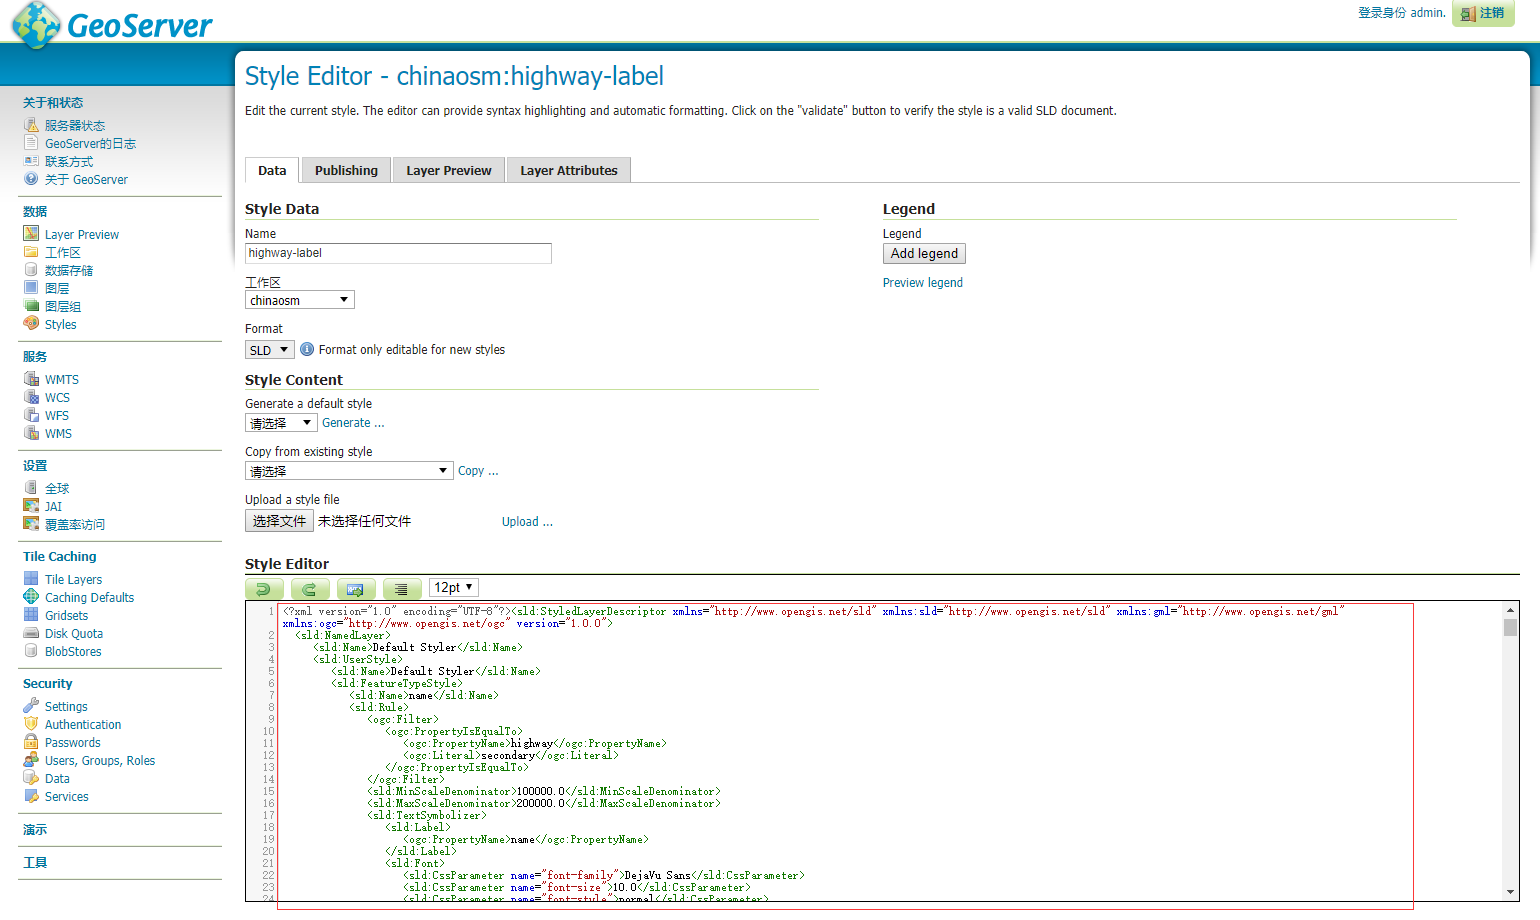 GeoServer
登录身份 admin.
注销
关于和状态
服务器状态
GeoServer的日志
联系方式
关于 GeoServer
数据
Layer Preview
工作区
数据存储
图层
图层组
Styles
服务
WMTS
WCS
WFS
WMS
设置
全球
JAI
覆盖率访问
Tile Caching
Tile Layers
Caching Defaults
Gridsets
Disk Quota
BlobStores
Security
Settings
Authentication
Passwords
Users, Groups, Roles
Data
Services
演示
工具
Style Editor - chinaosm:highway-label
Edit the current style. The editor can provide syntax highlighting and automatic formatting. Click on the "validate" button to verify the style is a valid SLD document.
Data
Publishing
Layer Preview
Layer Attributes
Style Data
Name
highway-label
工作区
chinaosm
Format
SLD
Format only editable for new styles
Style Content
Generate a default style
请选择
Generate ...
Copy from existing style
请选择
Copy ...
Upload a style file
选择文件 未选择任何文件
Upload ...
Legend
Legend
Add legend
Preview legend
Style Editor
12pt
1 <?xml version="1.0" encoding="UTF-8"?><sld:StyledLayerDescriptor xmlns="http://www.opengis.net/sld" xmlns:sld="http://www.opengis.net/sld" xmlns:gml="http://www.opengis.net/gml"
xmlns:ogc="http://www.opengis.net/ogc" version="1.0.0">
2 <sld:NamedLayer>
3 <sld:Name>Default Styler</sld:Name>
4 <sld:UserStyle>
5 <sld:Name>Default Styler</sld:Name>
6 <sld:FeatureTypeStyle>
7 <sld:Name>name</sld:Name>
8 <sld:Rule>
9 <ogc:Filter>
10 <ogc:PropertyIsEqualTo>
11 <ogc:PropertyName>highway</ogc:PropertyName>
12 <ogc:Literal>secondary</ogc:Literal>
13 </ogc:PropertyIsEqualTo>
14 </ogc:Filter>
15 <sld:MinScaleDenominator>100000.0</sld:MinScaleDenominator>
16 <sld:MaxScaleDenominator>200000.0</sld:MaxScaleDenominator>
17 <sld:TextSymbolizer>
18 <sld:Label>
19 <ogc:PropertyName>name</ogc:PropertyName>
20 </sld:Label>
21 <sld:Font>
22 <sld:CssParameter name="font-family">DejaVu Sans</sld:CssParameter>
23 <sld:CssParameter name="font-size">10.0</sld:CssParameter>
24 <sld:CssParameter name="font-style">normal</sld:CssParameter>